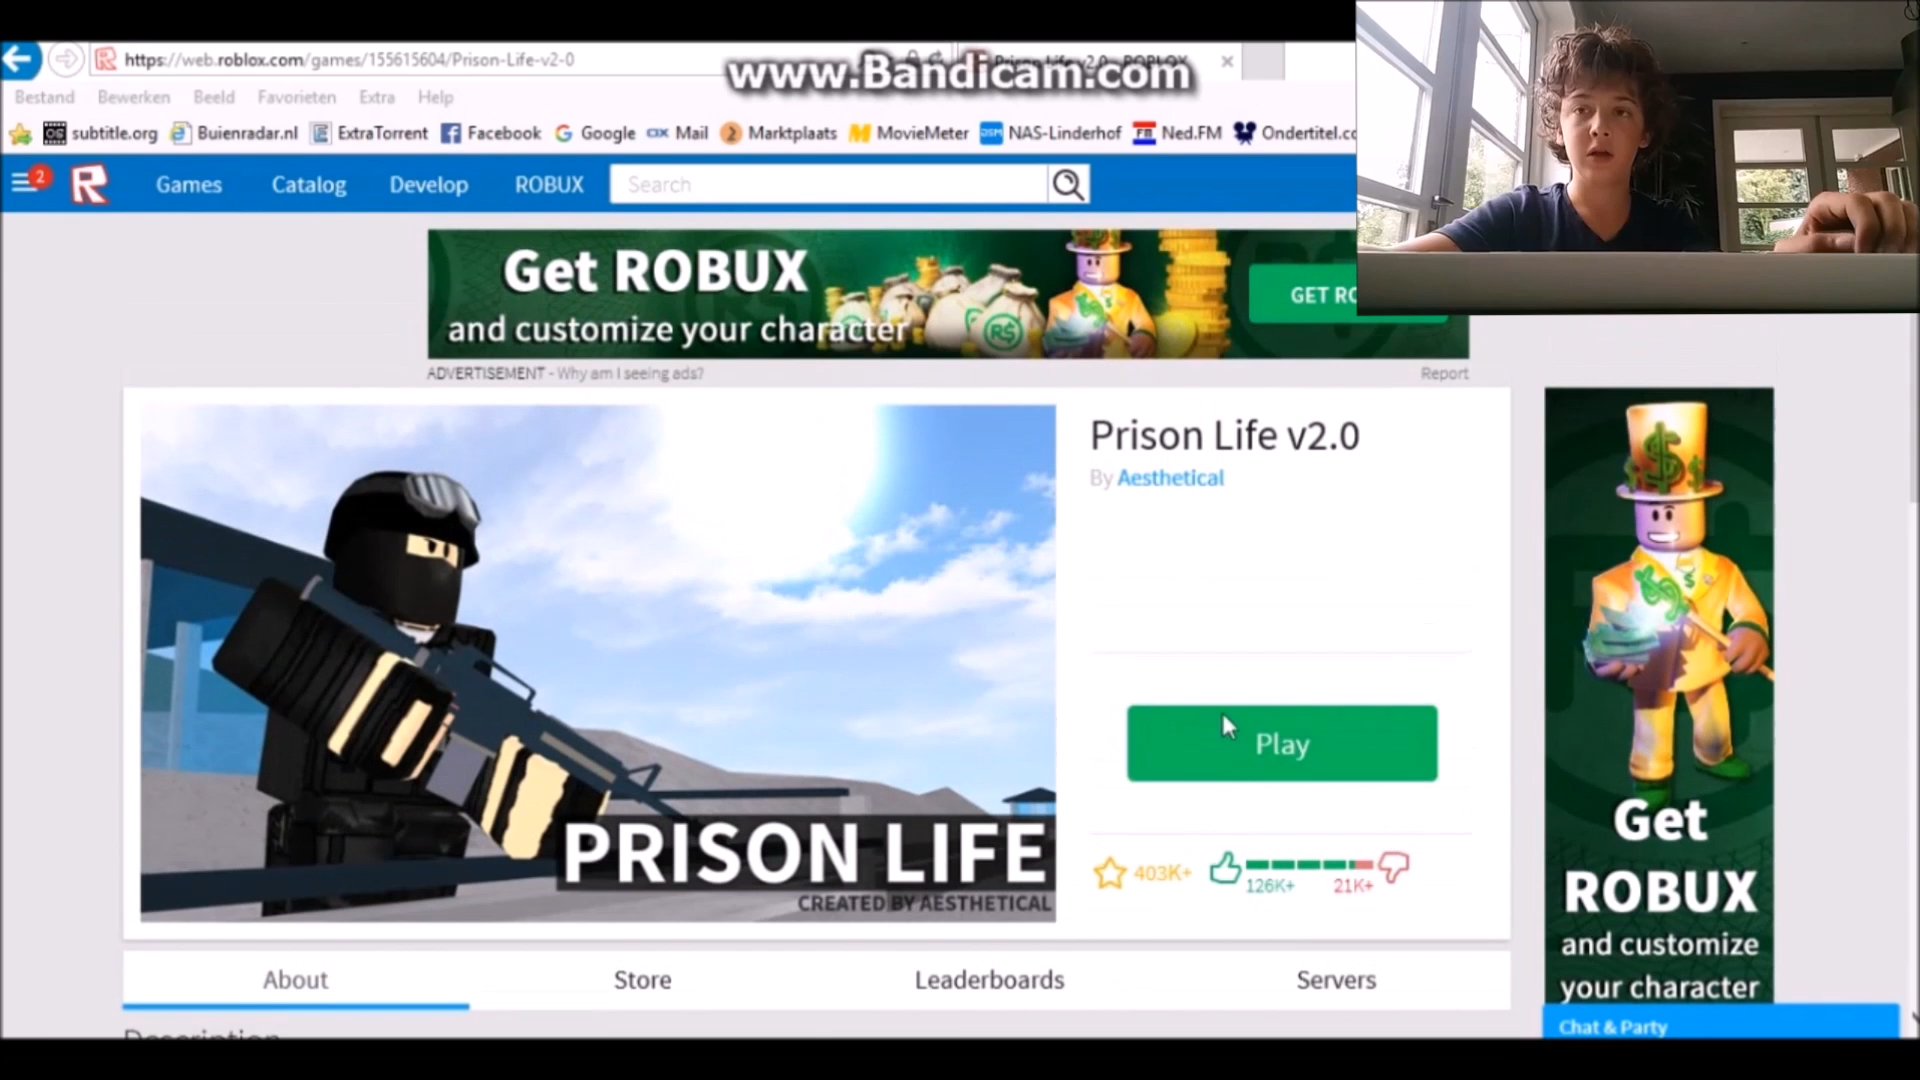 https://web.roblox.com/games/155615604/Prison-Life-v2-0
www.Bandicam.com
Bestand Bewerken Beeld Favorieten Extra Help
subtitle.org Buienradar.nl ExtraTorrent Facebook Google Mail Marktplaats MovieMeter NAS-Linderhof Ned.FM
2 Games Catalog Develop ROBUX Search
Get ROBUX
and customize your character
ADVERTISEMENT - Why am I seeing ads? Report
Prison Life v2.0
By Aesthetical
Play
403K+ 126K+ 21K+
PRISON LIFE
CREATED BY AESTHETICAL
About Store Leaderboards Servers
Get
ROBUX
and customize
your character
Chat & Party